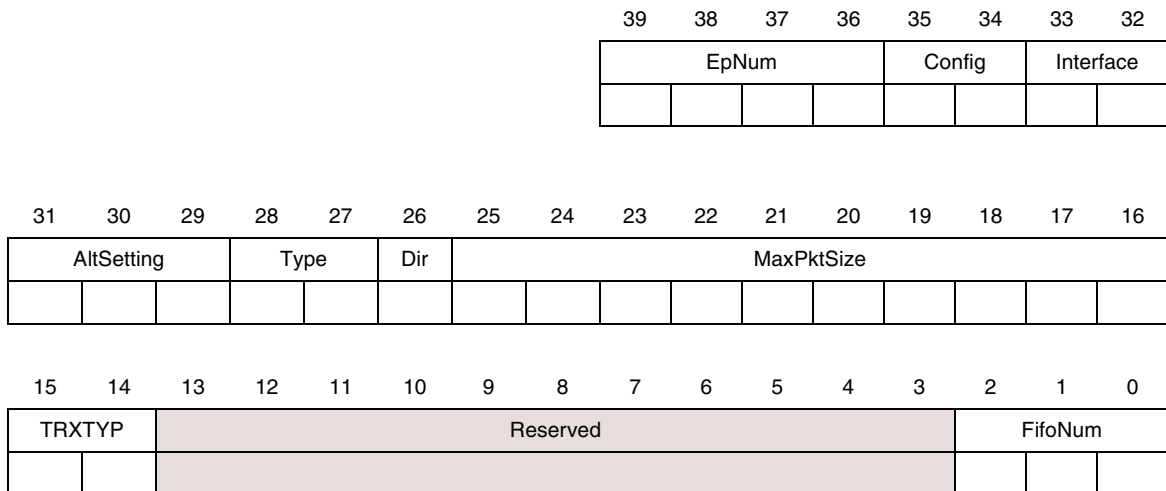 39 38 37 36 35 34 33 32
EpNum Config Interface
31 30 29 28 27 26 25 24 23 22 21 20 19 18 17 16
AltSetting Type Dir MaxPktSize
15 14 13 12 11 10 9 8 7 6 5 4 3 2 1 0
TRXTYP Reserved FifoNum